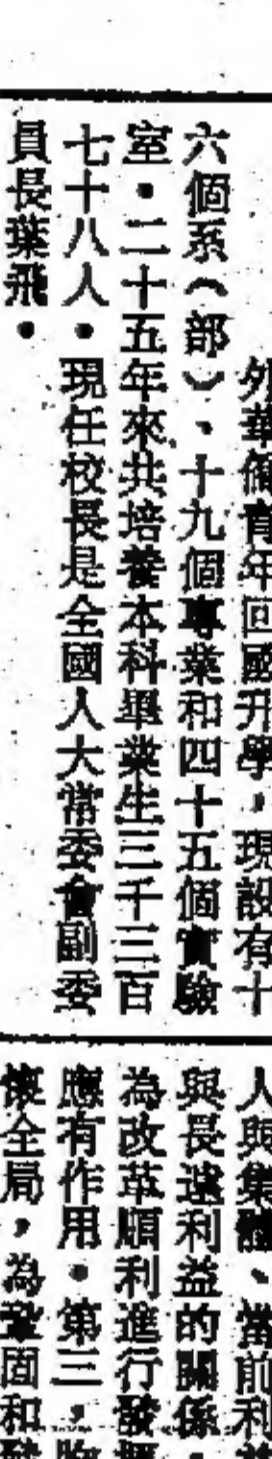 外華僑青年回國升學，現設有十
六個系（部）、十九個專業和四十五個實驗
室。二十五年來共培養本科畢業生三千三百
七十八人。現任校長是全國人大常委會副委
員長葉飛。
人與集體、當前利
與長遠利益的關係，
為改革順利進行發揮
應有作用。第三，胸
懷全局，為鞏固和發